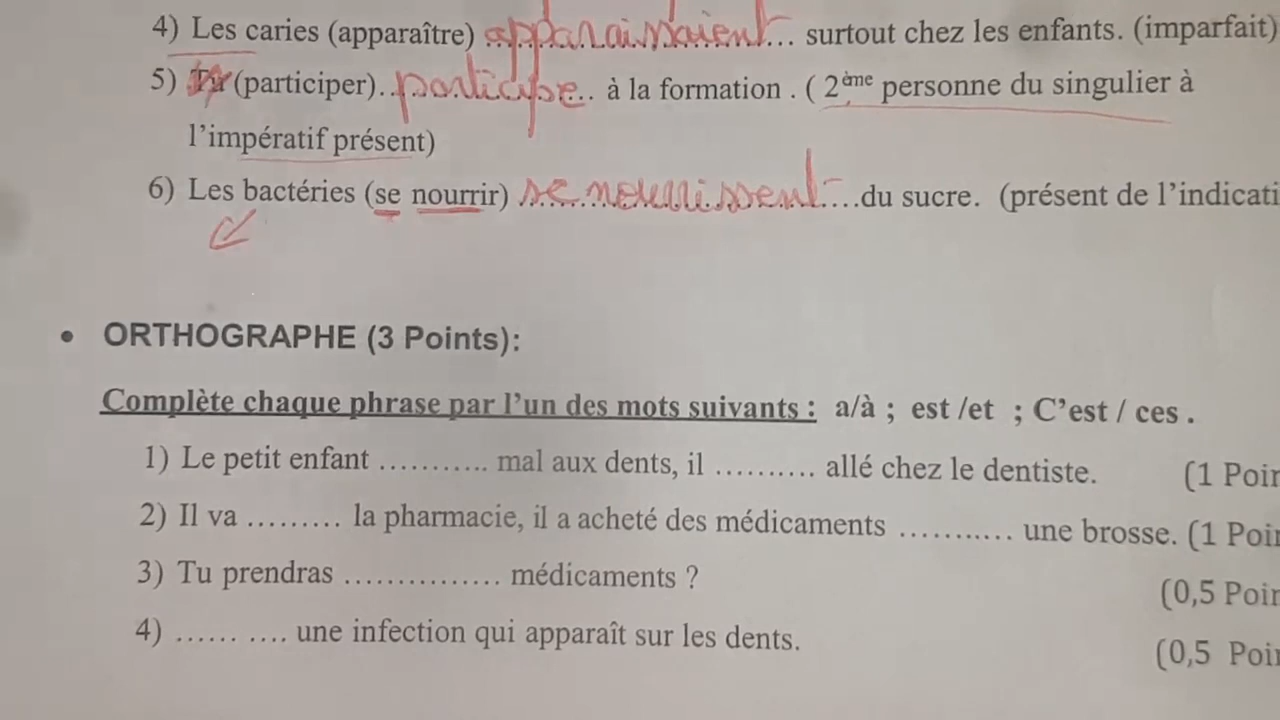 4) Les caries (apparaître) apparaissaient... surtout chez les enfants. (imparfait)
5) Tu (participer)..participe.. à la formation . ( 2ème personne du singulier à
l'impératif présent)
6) Les bactéries (se nourrir) se nourrissent...du sucre. (présent de l'indicati
• ORTHOGRAPHE (3 Points):
Complète chaque phrase par l'un des mots suivants : a/à ; est /et ; C'est / ces .
1) Le petit enfant ........... mal aux dents, il .......... allé chez le dentiste. (1 Poin
2) Il va ......... la pharmacie, il a acheté des médicaments ........... une brosse. (1 Poin
3) Tu prendras ............... médicaments ? (0,5 Poin
4) ...... .... une infection qui apparaît sur les dents. (0,5 Poin